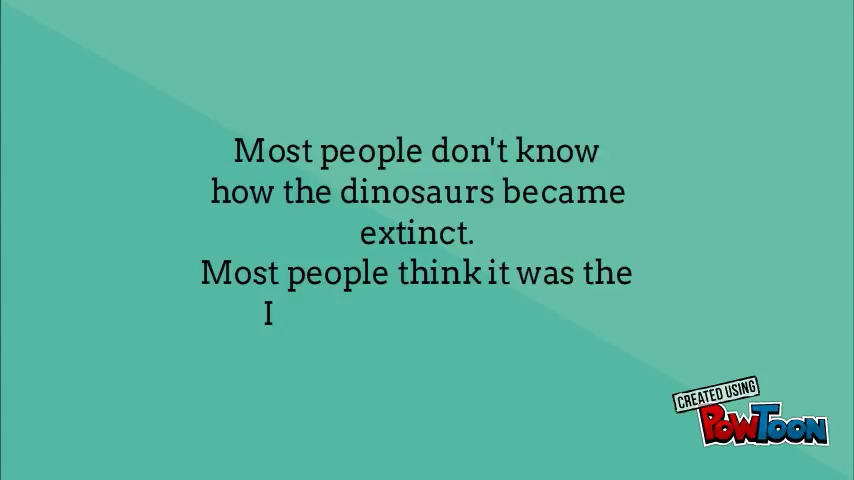 Most people don't know
how the dinosaurs became
extinct.
Most people think it was the
I
CREATED USING
POWTOON